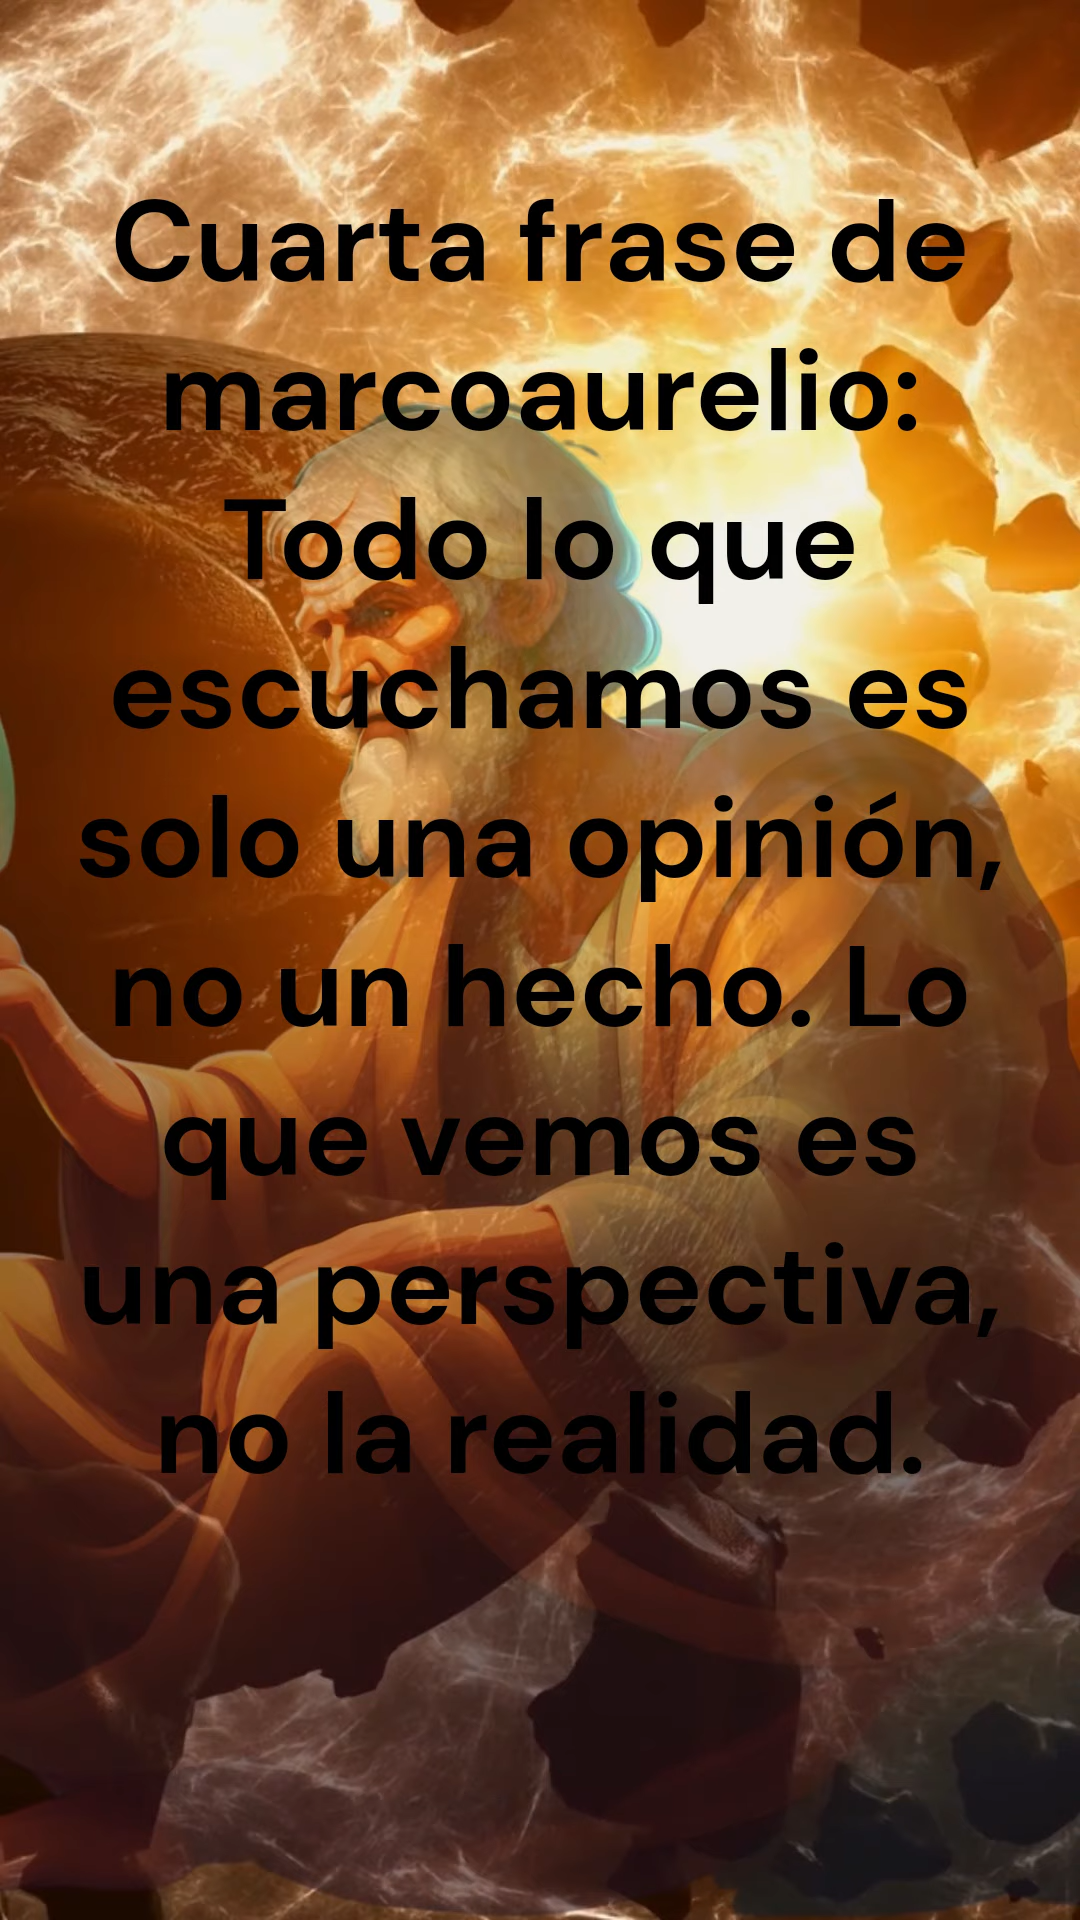 Cuarta frase de
marcoaurelio:
Todo lo que
escuchamos es
solo una opinión,
no un hecho. Lo
que vemos es
una perspectiva,
no la realidad.